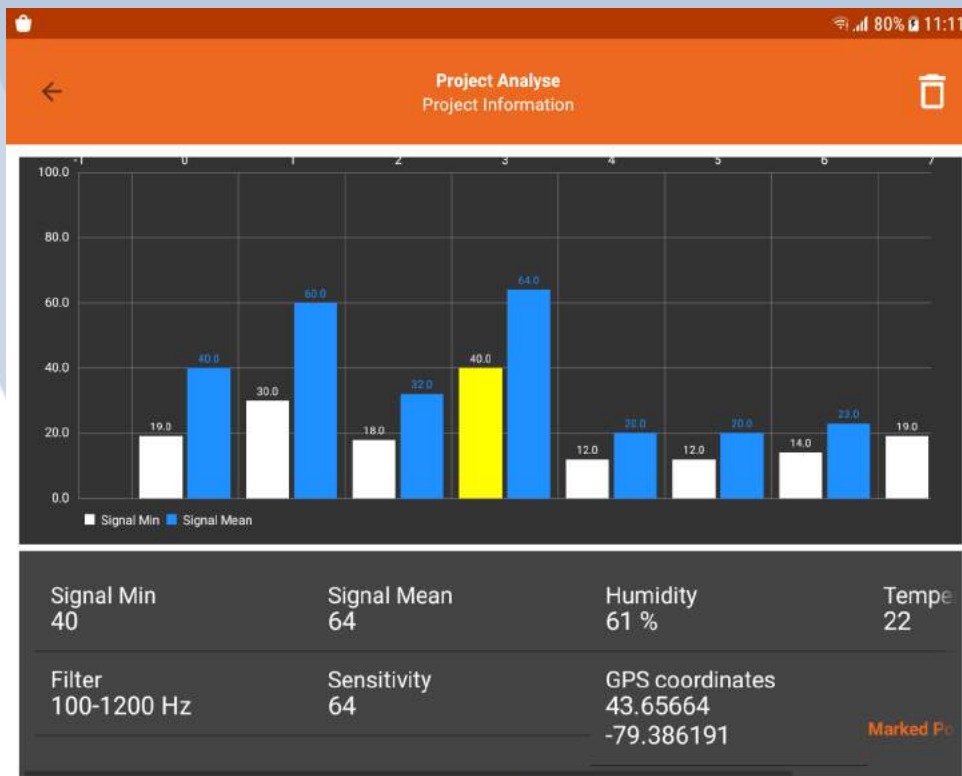 80% 11:11
Project Analyse
Project Information
-1 0 1 2 3 4 5 6 7
100.0
80.0
60.0
40.0
20.0
0.0
19.0 40.0 30.0 60.0 18.0 32.0 40.0 64.0 12.0 20.0 12.0 20.0 14.0 23.0 19.0
Signal Min Signal Mean
Signal Min Signal Mean Humidity Tempe
40 64 61 % 22
Filter Sensitivity GPS coordinates
100-1200 Hz 64 43.65664
-79.386191
Marked Po